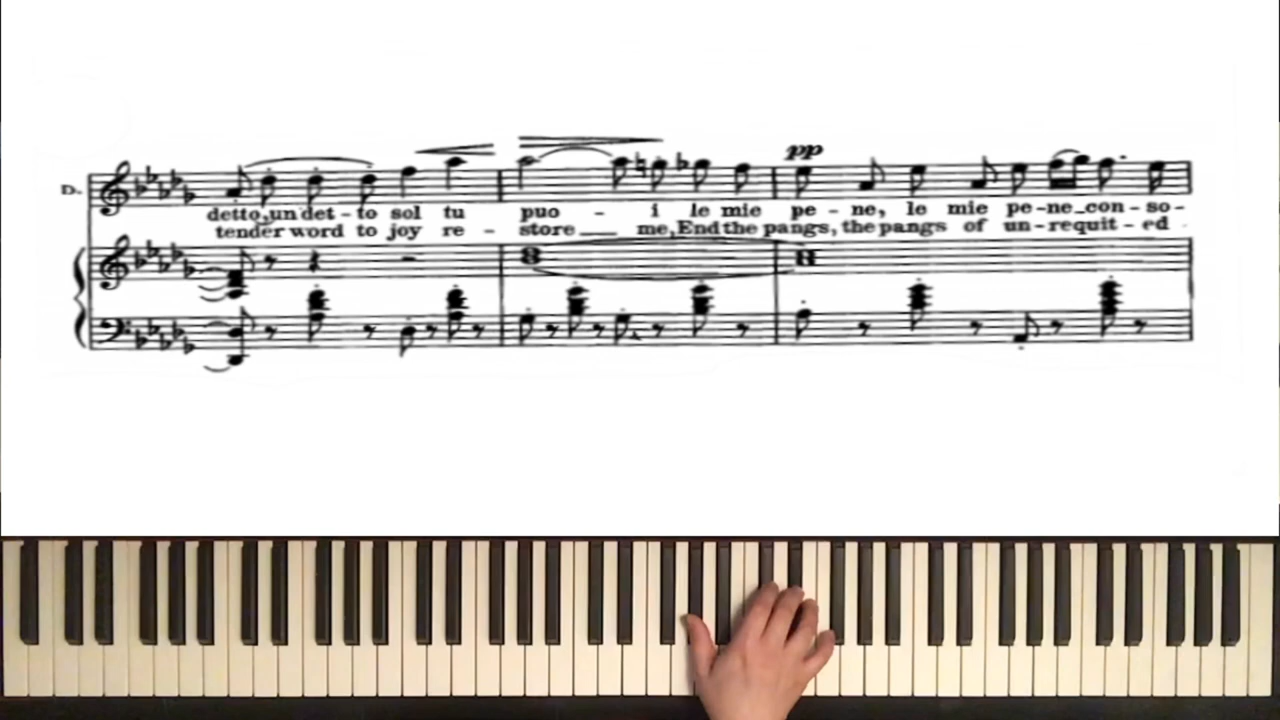 pp
D.
detto, un det - to sol tu puo - i le mie pe - ne, le mie pe - ne con - so -
tender word to joy re - store me, End the pangs, the pangs of un - requit - ed